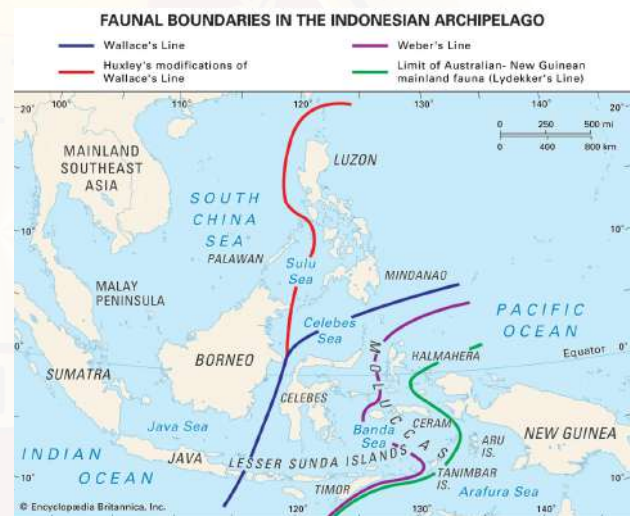 FAUNAL BOUNDARIES IN THE INDONESIAN ARCHIPELAGO
Wallace's Line
Huxley's modifications of
Wallace's Line
Weber's Line
Limit of Australian- New Guinean
mainland fauna (Lydekker's Line)
100°
110°
120°
130°
140°
20°
20°
0 250 500 mi
0 400 800 km
MAINLAND
SOUTHEAST
ASIA
LUZON
SOUTH
CHINA
SEA
10°
10°
PALAWAN
Sulu
Sea
MINDANAO
MALAY
PENINSULA
PACIFIC
OCEAN
Celebes
Sea
Equator
0°
0°
HALMAHERA
BORNEO
SUMATRA
MOLUCCAS
CELEBES
CERAM
NEW GUINEA
Java Sea
Banda
Sea
ARU
IS.
INDIAN
OCEAN
JAVA
LESSER SUNDA ISLANDS
TANIMBAR
IS.
10°
10°
TIMOR
Arafura Sea
© Encyclopædia Britannica, Inc.
120°
130°
140°